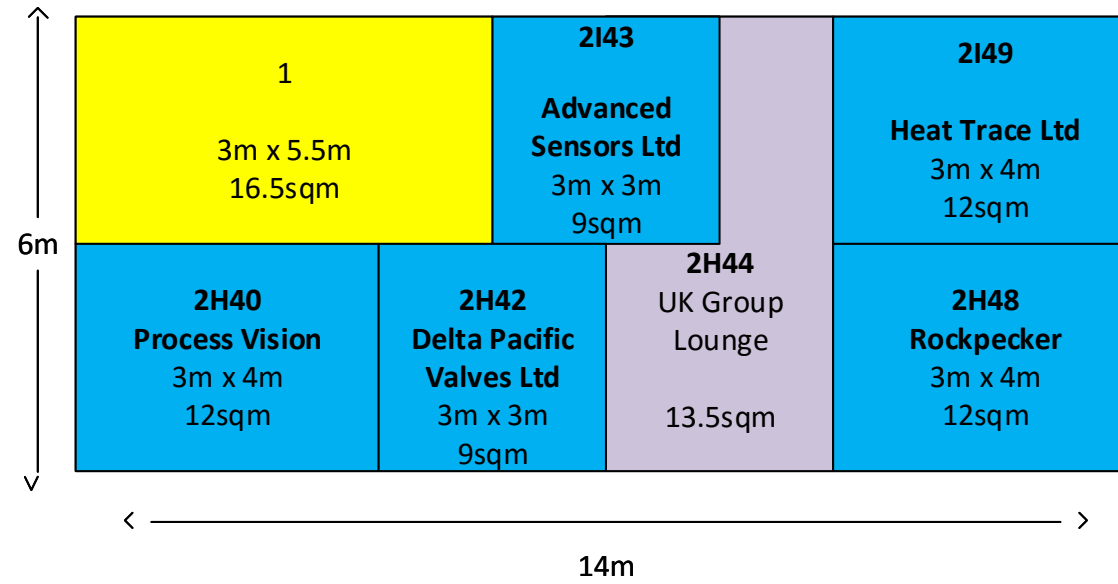 1
3m x 5.5m
16.5sqm
2I43
Advanced
Sensors Ltd
3m x 3m
9sqm
2I49
Heat Trace Ltd
3m x 4m
12sqm
6m
2H40
Process Vision
3m x 4m
12sqm
2H42
Delta Pacific
Valves Ltd
3m x 3m
9sqm
2H44
UK Group
Lounge
13.5sqm
2H48
Rockpecker
3m x 4m
12sqm
14m